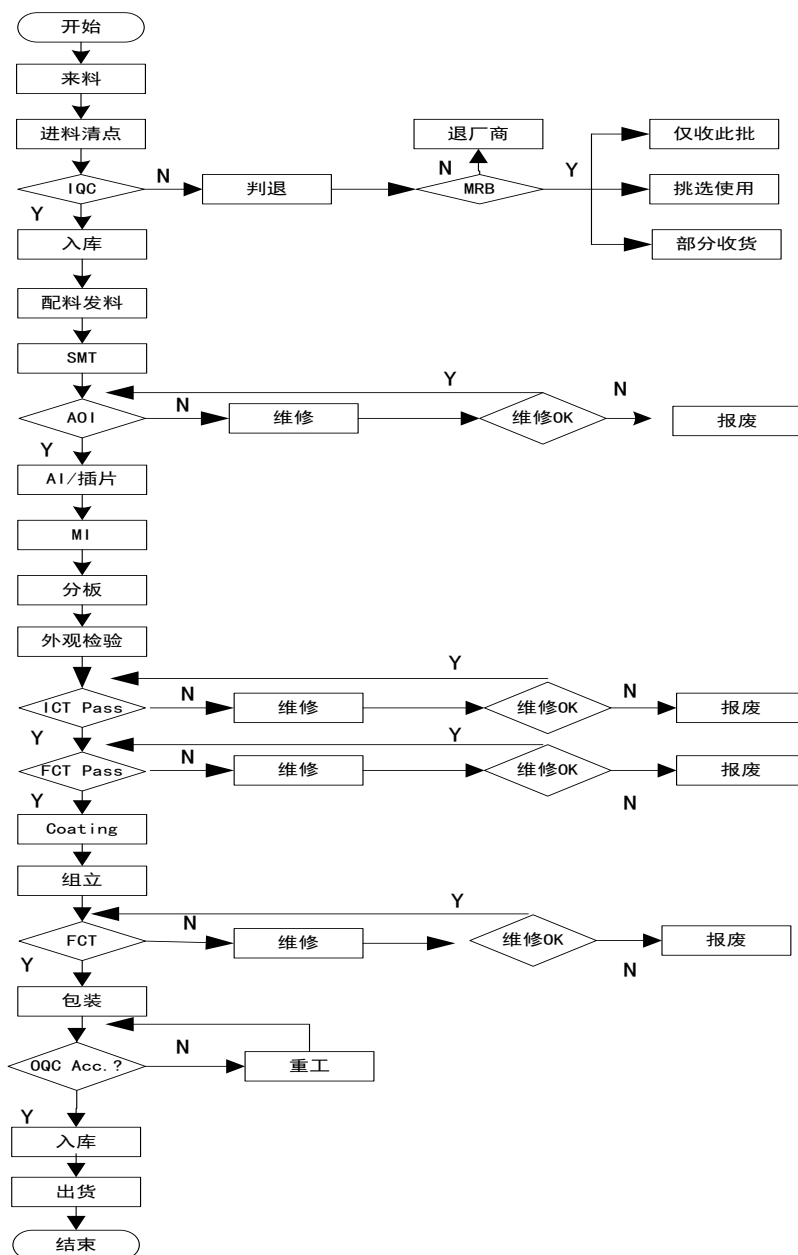 开始
来料
进料清点
退厂商
仅收此批
N
Y
IQC
N
判退
MRB
挑选使用
Y
入库
部分收货
配料发料
SMT
Y
N
AOI
N
维修
维修OK
报废
Y
AI/插片
MI
分板
外观检验
Y
ICT Pass
N
维修
维修OK
N
报废
Y
Y
FCT Pass
N
维修
维修OK
报废
Y
N
Coating
组立
Y
FCT
N
维修
维修OK
报废
Y
N
包装
OQC Acc.?
N
重工
Y
入库
出货
结束